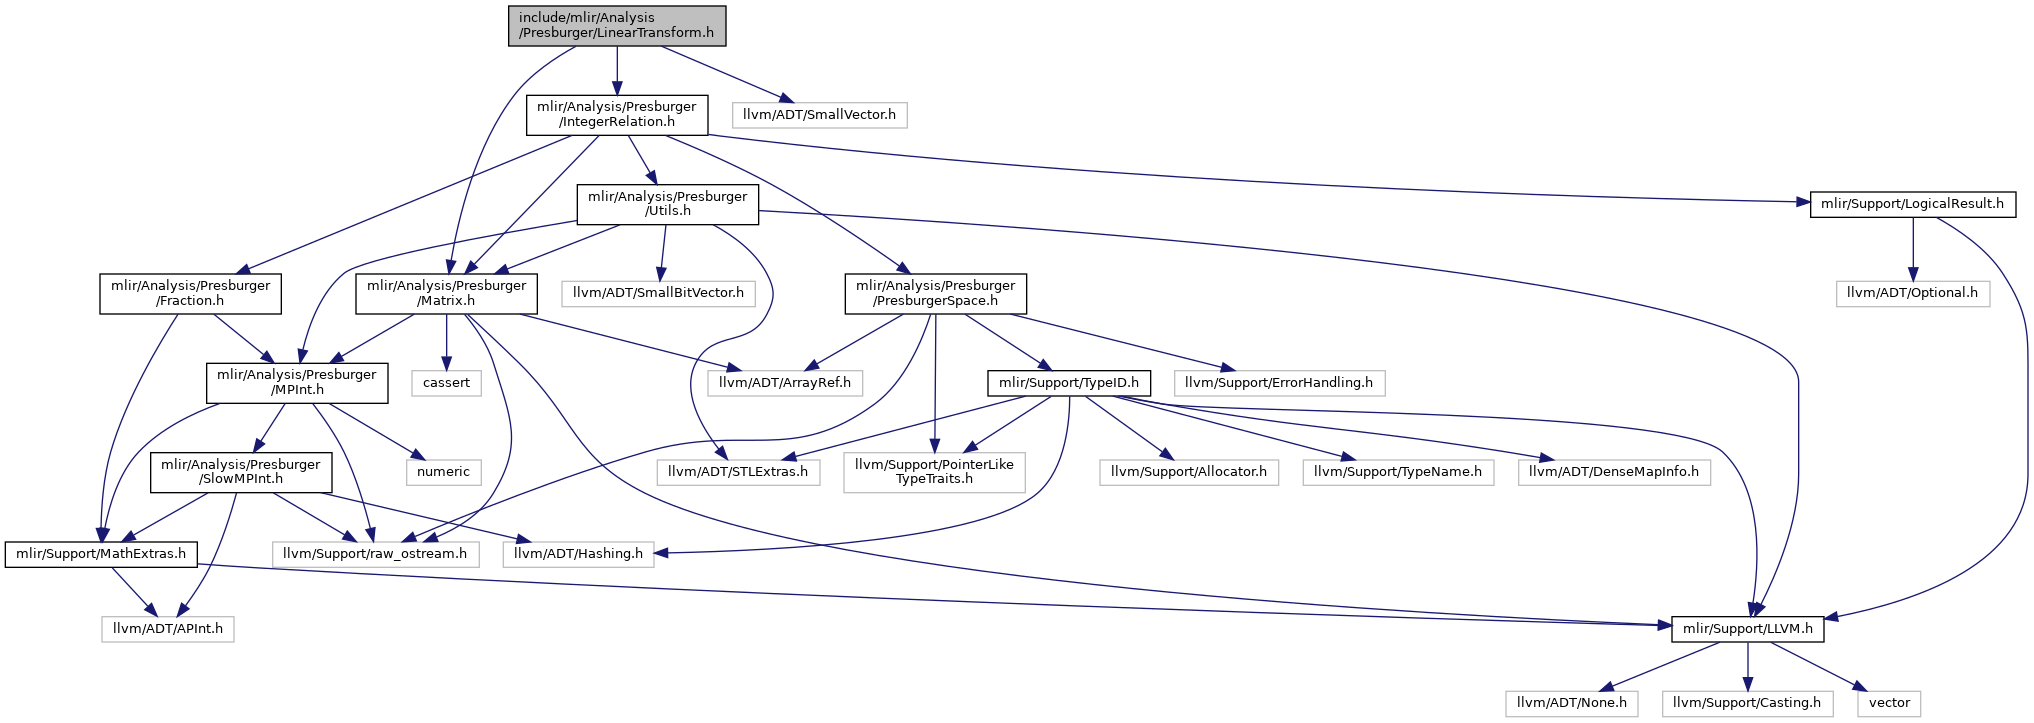 include/mlir/Analysis
/Presburger/LinearTransform.h
mlir/Analysis/Presburger
/IntegerRelation.h
llvm/ADT/SmallVector.h
mlir/Analysis/Presburger
/Utils.h
mlir/Support/LogicalResult.h
mlir/Analysis/Presburger
/Fraction.h
mlir/Analysis/Presburger
/Matrix.h
llvm/ADT/SmallBitVector.h
mlir/Analysis/Presburger
/PresburgerSpace.h
llvm/ADT/Optional.h
mlir/Analysis/Presburger
/MPInt.h
cassert
llvm/ADT/ArrayRef.h
mlir/Support/TypeID.h
llvm/Support/ErrorHandling.h
mlir/Analysis/Presburger
/SlowMPInt.h
numeric
llvm/ADT/STLExtras.h
llvm/Support/PointerLike
TypeTraits.h
llvm/Support/Allocator.h
llvm/Support/TypeName.h
llvm/ADT/DenseMapInfo.h
mlir/Support/MathExtras.h
llvm/Support/raw_ostream.h
llvm/ADT/Hashing.h
llvm/ADT/APInt.h
mlir/Support/LLVM.h
llvm/ADT/None.h
llvm/Support/Casting.h
vector